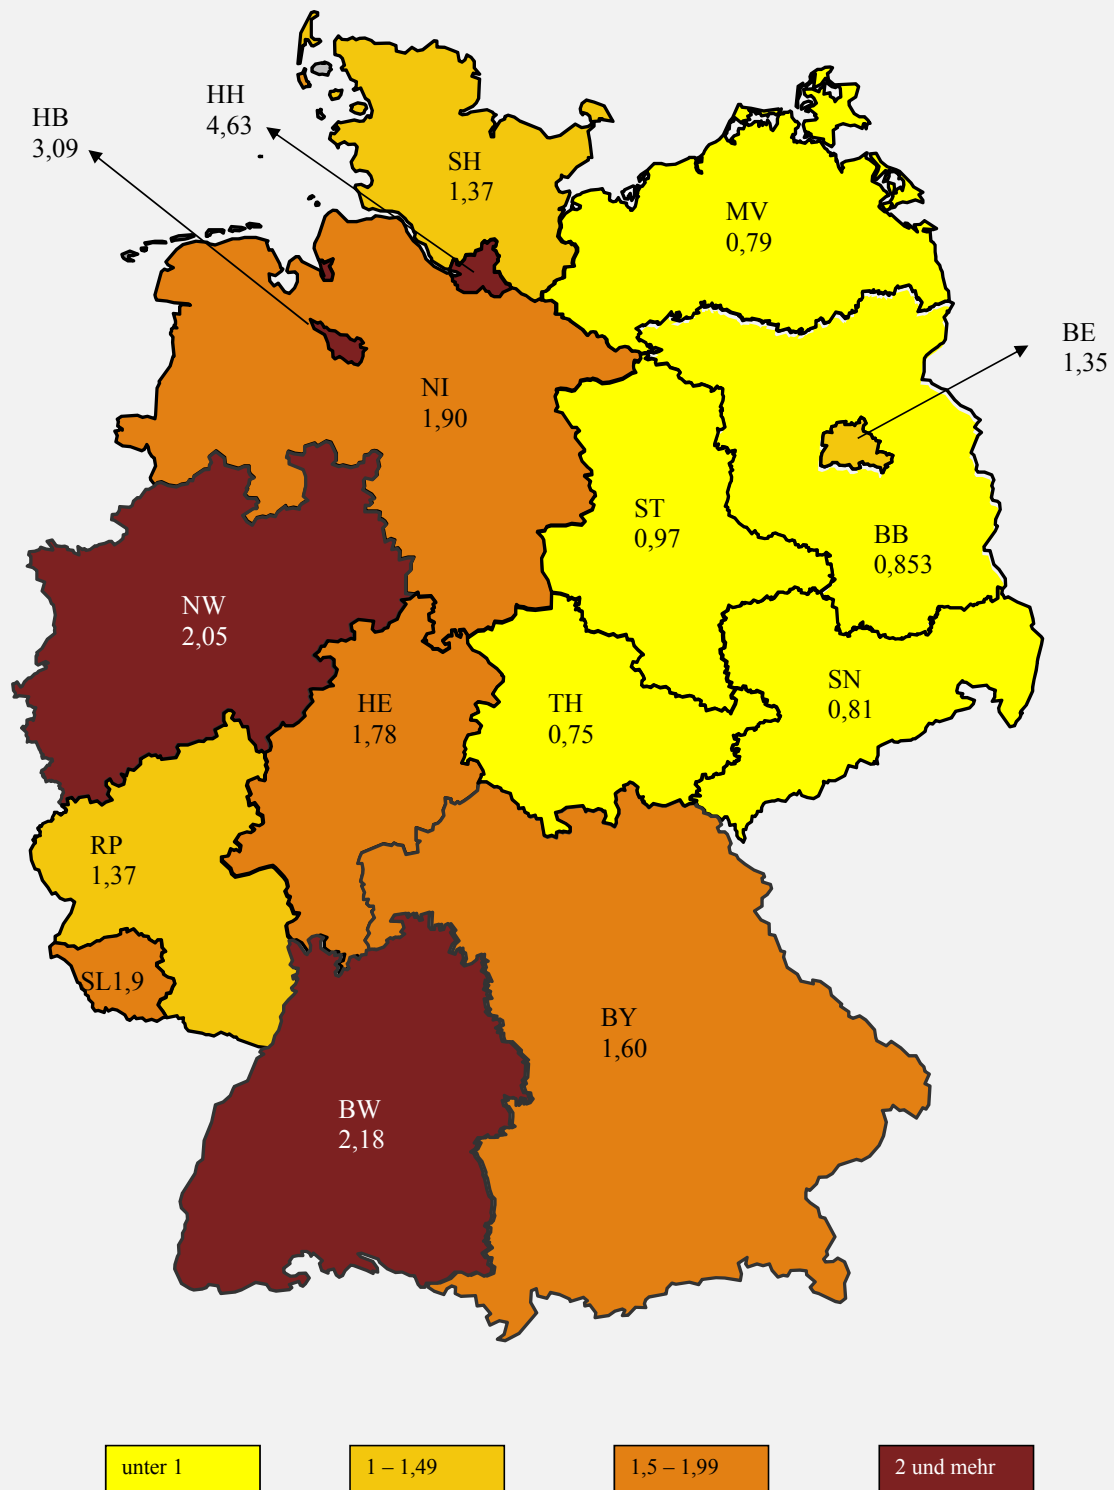 HH
4,63
HB
3,09
SH
1,37
MV
0,79
BE
1,35
NI
1,90
ST
0,97
BB
0,853
NW
2,05
SN
0,81
HE
1,78
TH
0,75
RP
1,37
SL1,9
BY
1,60
BW
2,18
unter 1
1 – 1,49
1,5 – 1,99
2 und mehr